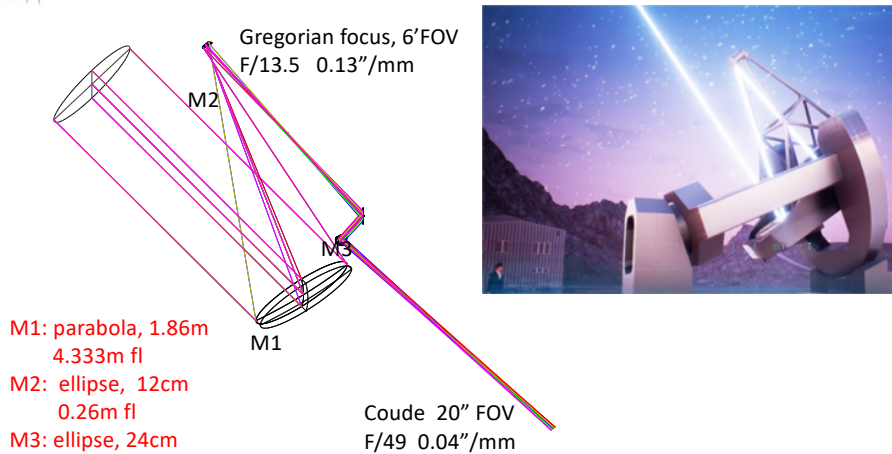 Gregorian focus, 6'FOV
F/13.5 0.13”/mm
M2
M3
M1
M1: parabola, 1.86m
4.333m fl
M2: ellipse, 12cm
0.26m fl
M3: ellipse, 24cm
Coude 20” FOV
F/49 0.04”/mm